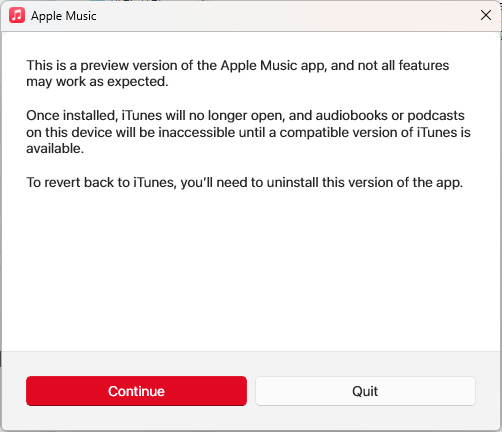 Apple Music
This is a preview version of the Apple Music app, and not all features
may work as expected.
Once installed, iTunes will no longer open, and audiobooks or podcasts
on this device will be inaccessible until a compatible version of iTunes is
available.
To revert back to iTunes, you’ll need to uninstall this version of the app.
Continue
Quit